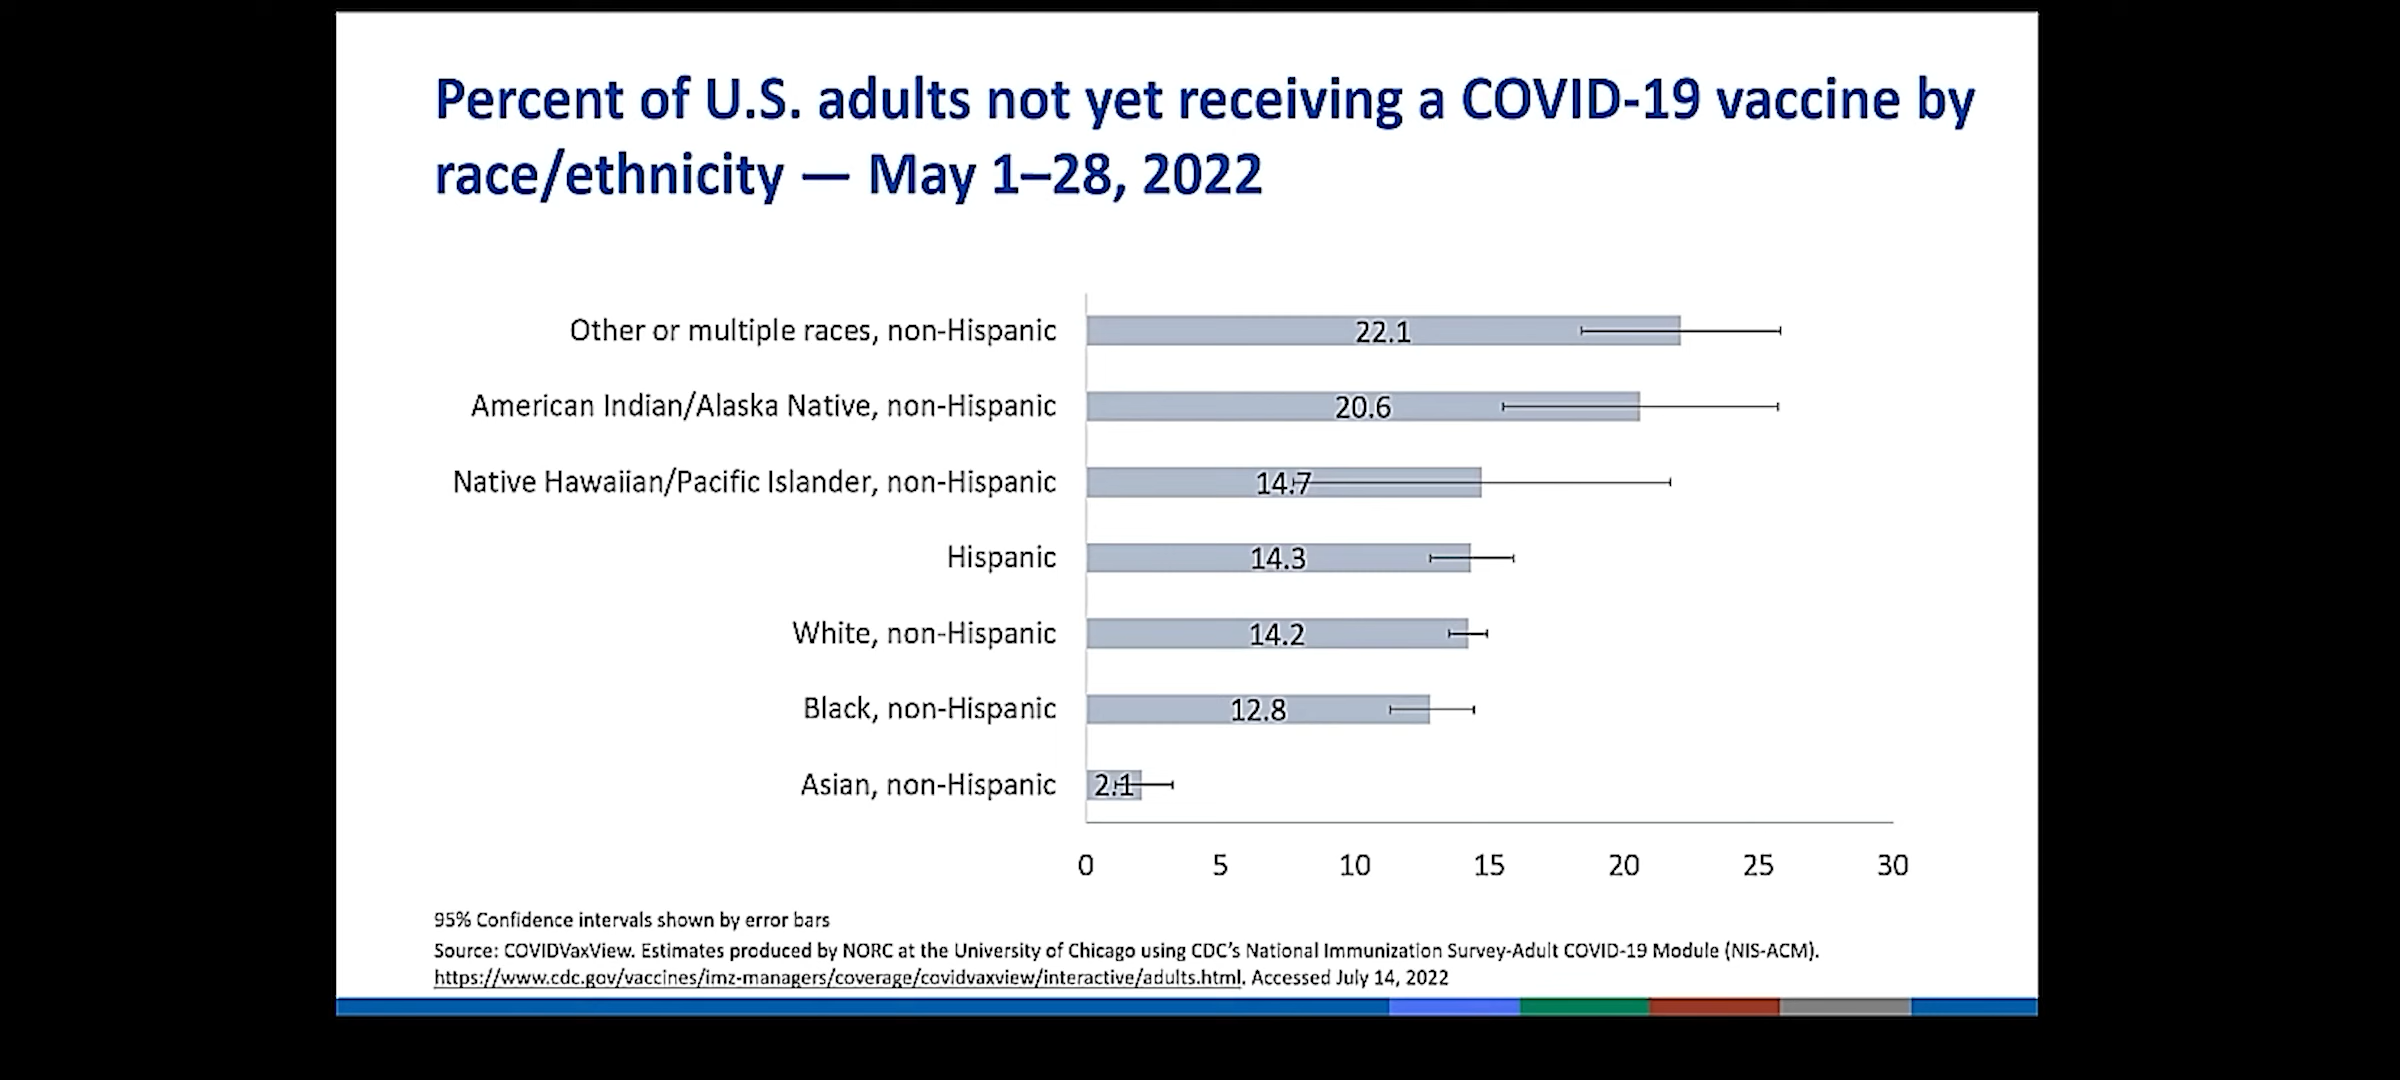 Percent of U.S. adults not yet receiving a COVID-19 vaccine by
race/ethnicity — May 1–28, 2022
Other or multiple races, non-Hispanic 22.1
American Indian/Alaska Native, non-Hispanic 20.6
Native Hawaiian/Pacific Islander, non-Hispanic 14.7
Hispanic 14.3
White, non-Hispanic 14.2
Black, non-Hispanic 12.8
Asian, non-Hispanic 2.1
0 5 10 15 20 25 30
95% Confidence intervals shown by error bars
Source: COVIDVaxView. Estimates produced by NORC at the University of Chicago using CDC’s National Immunization Survey-Adult COVID-19 Module (NIS-ACM).
https://www.cdc.gov/vaccines/imz-managers/coverage/covidvaxview/interactive/adults.html. Accessed July 14, 2022